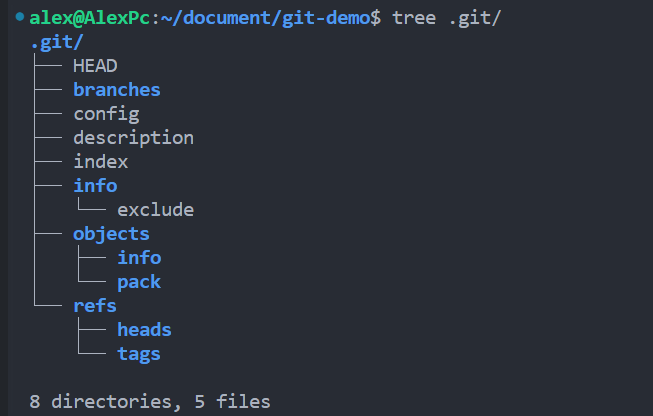 alex@AlexPc:~/document/git-demo$ tree .git/
.git/
├── HEAD
├── branches
├── config
├── description
├── index
├── info
│   └── exclude
├── objects
│   ├── info
│   └── pack
└── refs
    ├── heads
    └── tags
8 directories, 5 files